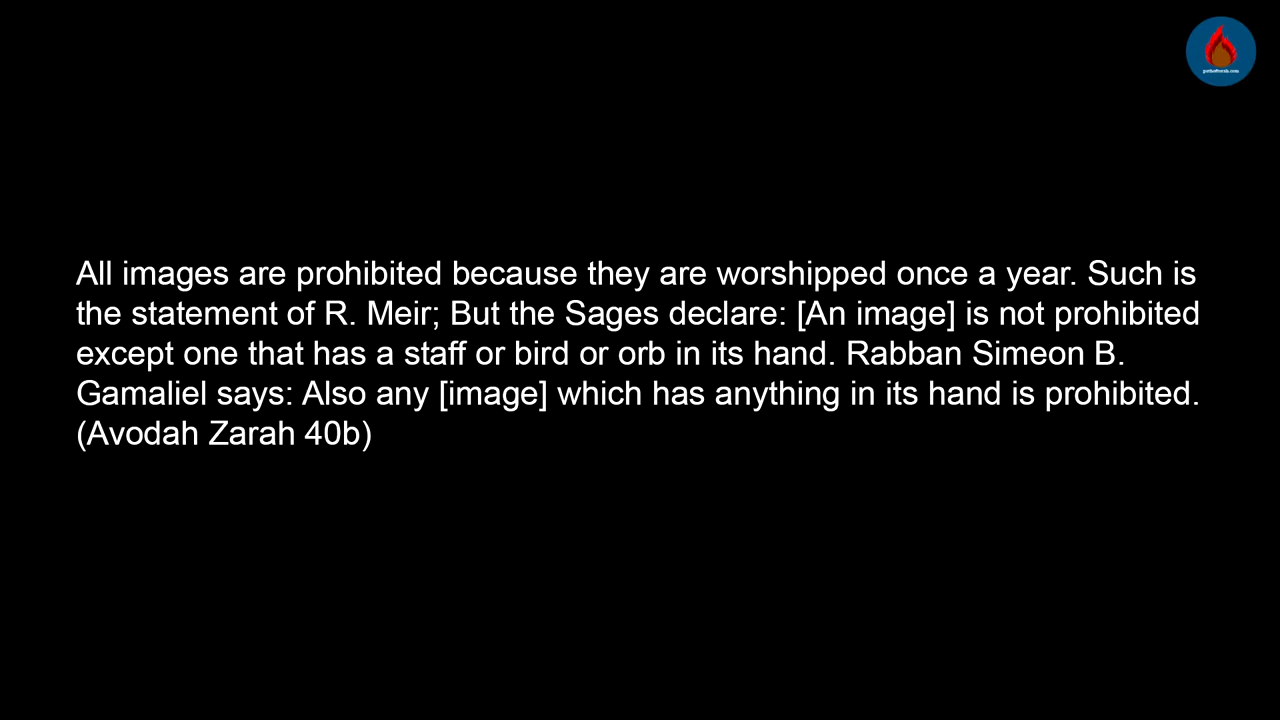 All images are prohibited because they are worshipped once a year. Such is
the statement of R. Meir; But the Sages declare: [An image] is not prohibited
except one that has a staff or bird or orb in its hand. Rabban Simeon B.
Gamaliel says: Also any [image] which has anything in its hand is prohibited.
(Avodah Zarah 40b)